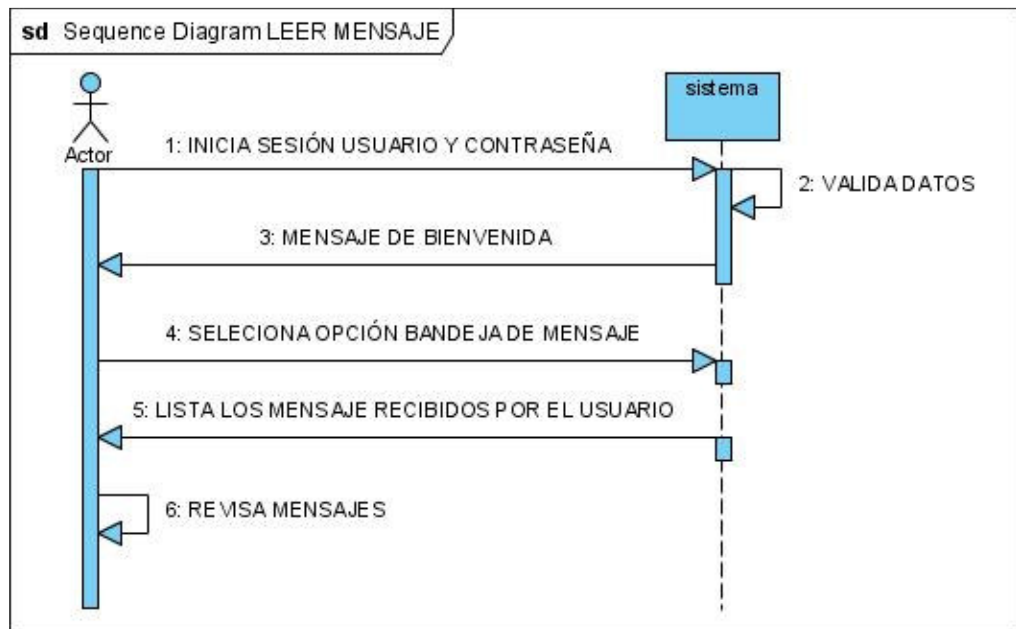 sd Sequence Diagram LEER MENSAJE
sistema
Actor
1: INICIA SESIÓN USUARIO Y CONTRASEÑA
2: VALIDA DATOS
3: MENSAJE DE BIENVENIDA
4: SELECIONA OPCIÓN BANDEJA DE MENSAJE
5: LISTA LOS MENSAJE RECIBIDOS POR EL USUARIO
6: REVISA MENSAJES